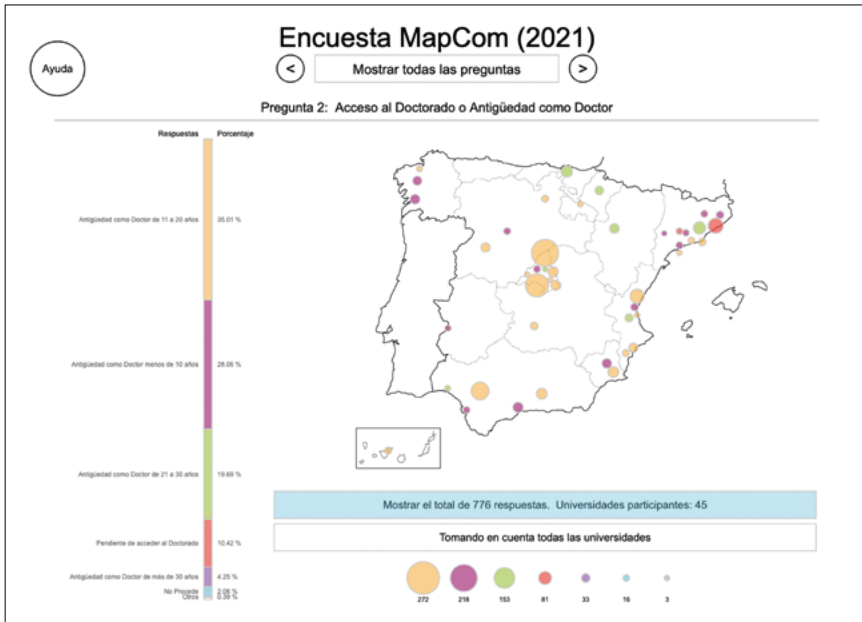 Encuesta MapCom (2021)
Ayuda
<
Mostrar todas las preguntas
>
Pregunta 2: Acceso al Doctorado o Antigüedad como Doctor
Respuestas Porcentaje
Antigüedad como Doctor de 11 a 20 años 35.01 %
Antigüedad como Doctor menos de 10 años 28.06 %
Antigüedad como Doctor de 21 a 30 años 19.69 %
Pendiente de acceder al Doctorado 10.42 %
Antigüedad como Doctor de más de 30 años 4.25 %
No Procede 2.06 %
Otros 0.39 %
Mostrar el total de 776 respuestas. Universidades participantes: 45
Tomando en cuenta todas las universidades
272 218 153 81 33 16 3